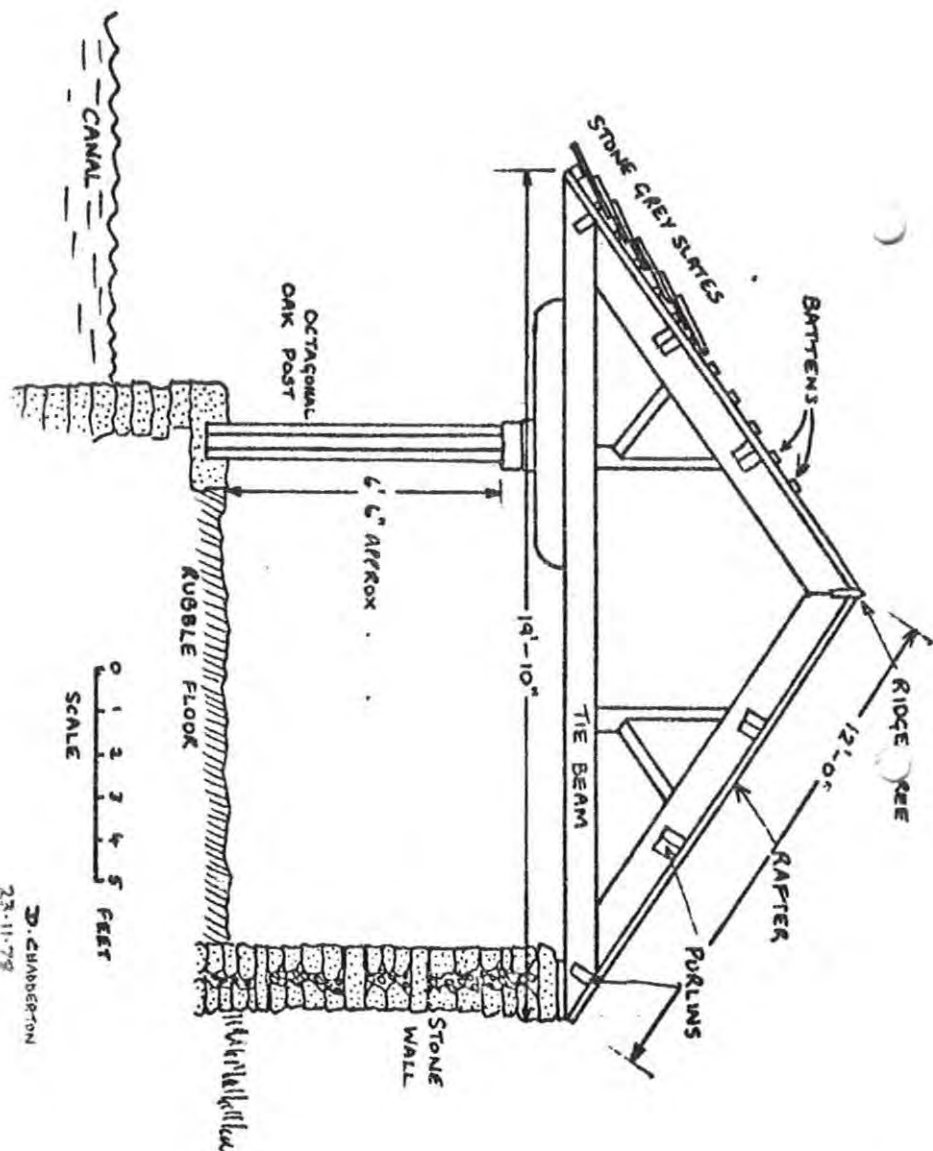 STONE GREY SLATES
BATTENS
RIDGE REE
12'-0"
RAFTER
PURLINS
TIE BEAM
19'-10"
OCTAGONAL
OAK POST
6' 6" APPROX
CANAL
RUBBLE FLOOR
STONE
WALL
0 1 2 3 4 5 FEET
SCALE
D. CHADDERTON